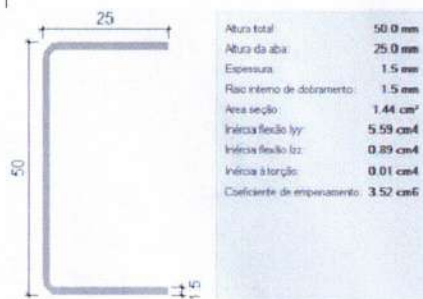 25
50
1.5
Altura total: 50.0 mm
Altura da aba: 25.0 mm
Espessura: 1.5 mm
Raio interno de dobramento: 1.5 mm
Area seção: 1.44 cm²
Inércia flexão Iyy: 5.59 cm4
Inércia flexão Izz: 0.89 cm4
Inércia à torção: 0.01 cm4
Coeficiente de empenamento: 3.52 cm6